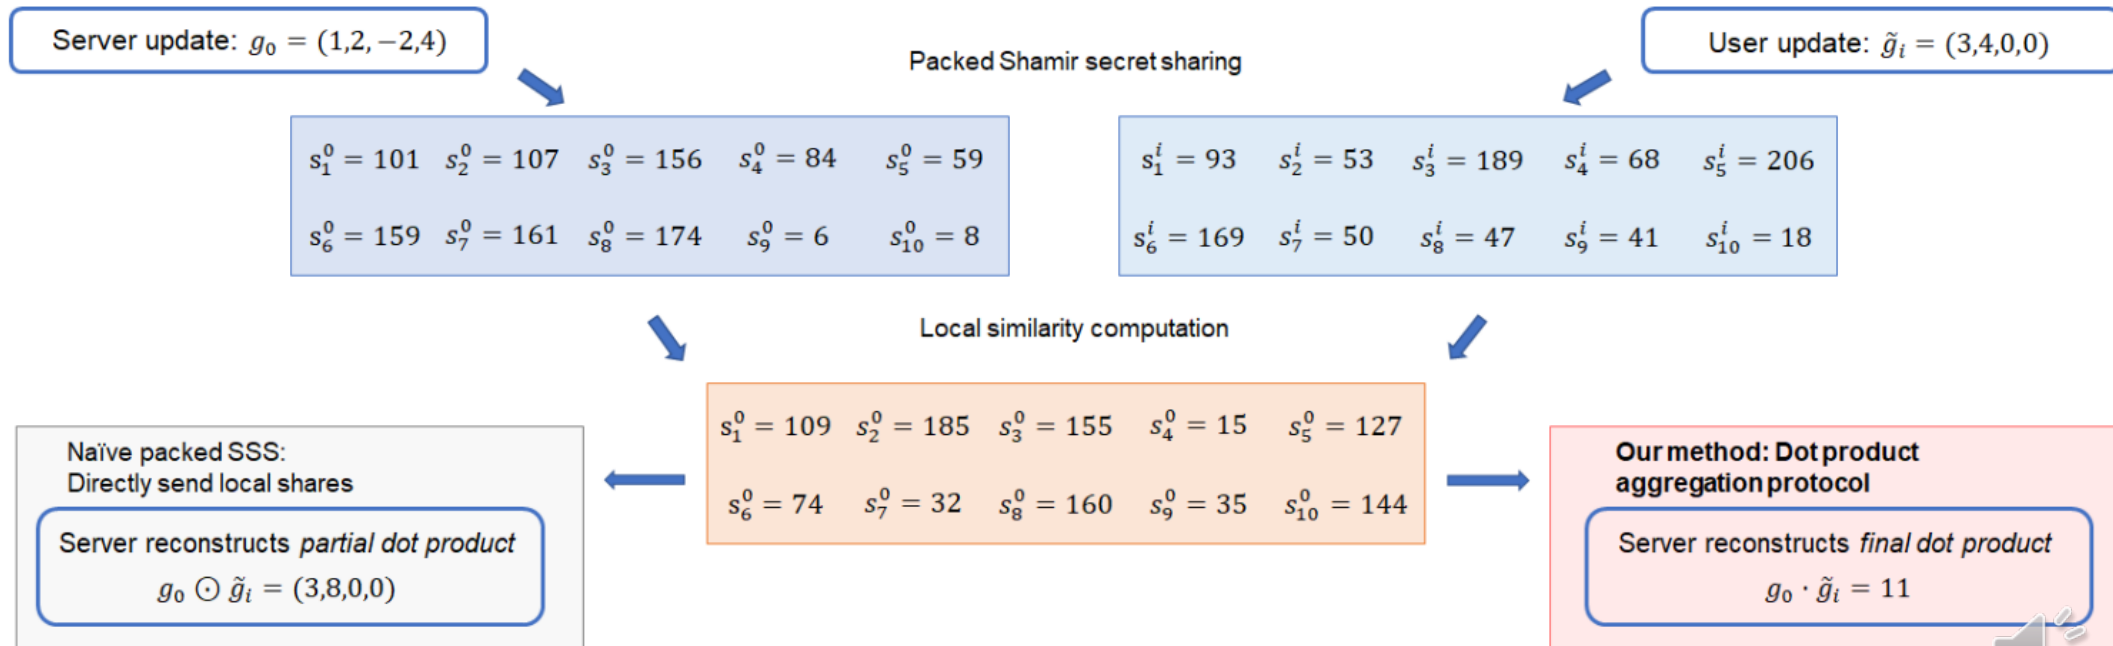 Server update: g₀ = (1,2, −2,4)
User update: g̃ᵢ = (3,4,0,0)
Packed Shamir secret sharing
s₁⁰ = 101 s₂⁰ = 107 s₃⁰ = 156 s₄⁰ = 84 s₅⁰ = 59
s₆⁰ = 159 s₇⁰ = 161 s₈⁰ = 174 s₉⁰ = 6 s₁₀⁰ = 8
s₁ⁱ = 93 s₂ⁱ = 53 s₃ⁱ = 189 s₄ⁱ = 68 s₅ⁱ = 206
s₆ⁱ = 169 s₇ⁱ = 50 s₈ⁱ = 47 s₉ⁱ = 41 s₁₀ⁱ = 18
Local similarity computation
s₁⁰ = 109 s₂⁰ = 185 s₃⁰ = 155 s₄⁰ = 15 s₅⁰ = 127
s₆⁰ = 74 s₇⁰ = 32 s₈⁰ = 160 s₉⁰ = 35 s₁₀⁰ = 144
Naïve packed SSS:
Directly send local shares
Server reconstructs partial dot product
g₀ ⊙ g̃ᵢ = (3,8,0,0)
Our method: Dot product
aggregation protocol
Server reconstructs final dot product
g₀ · g̃ᵢ = 11